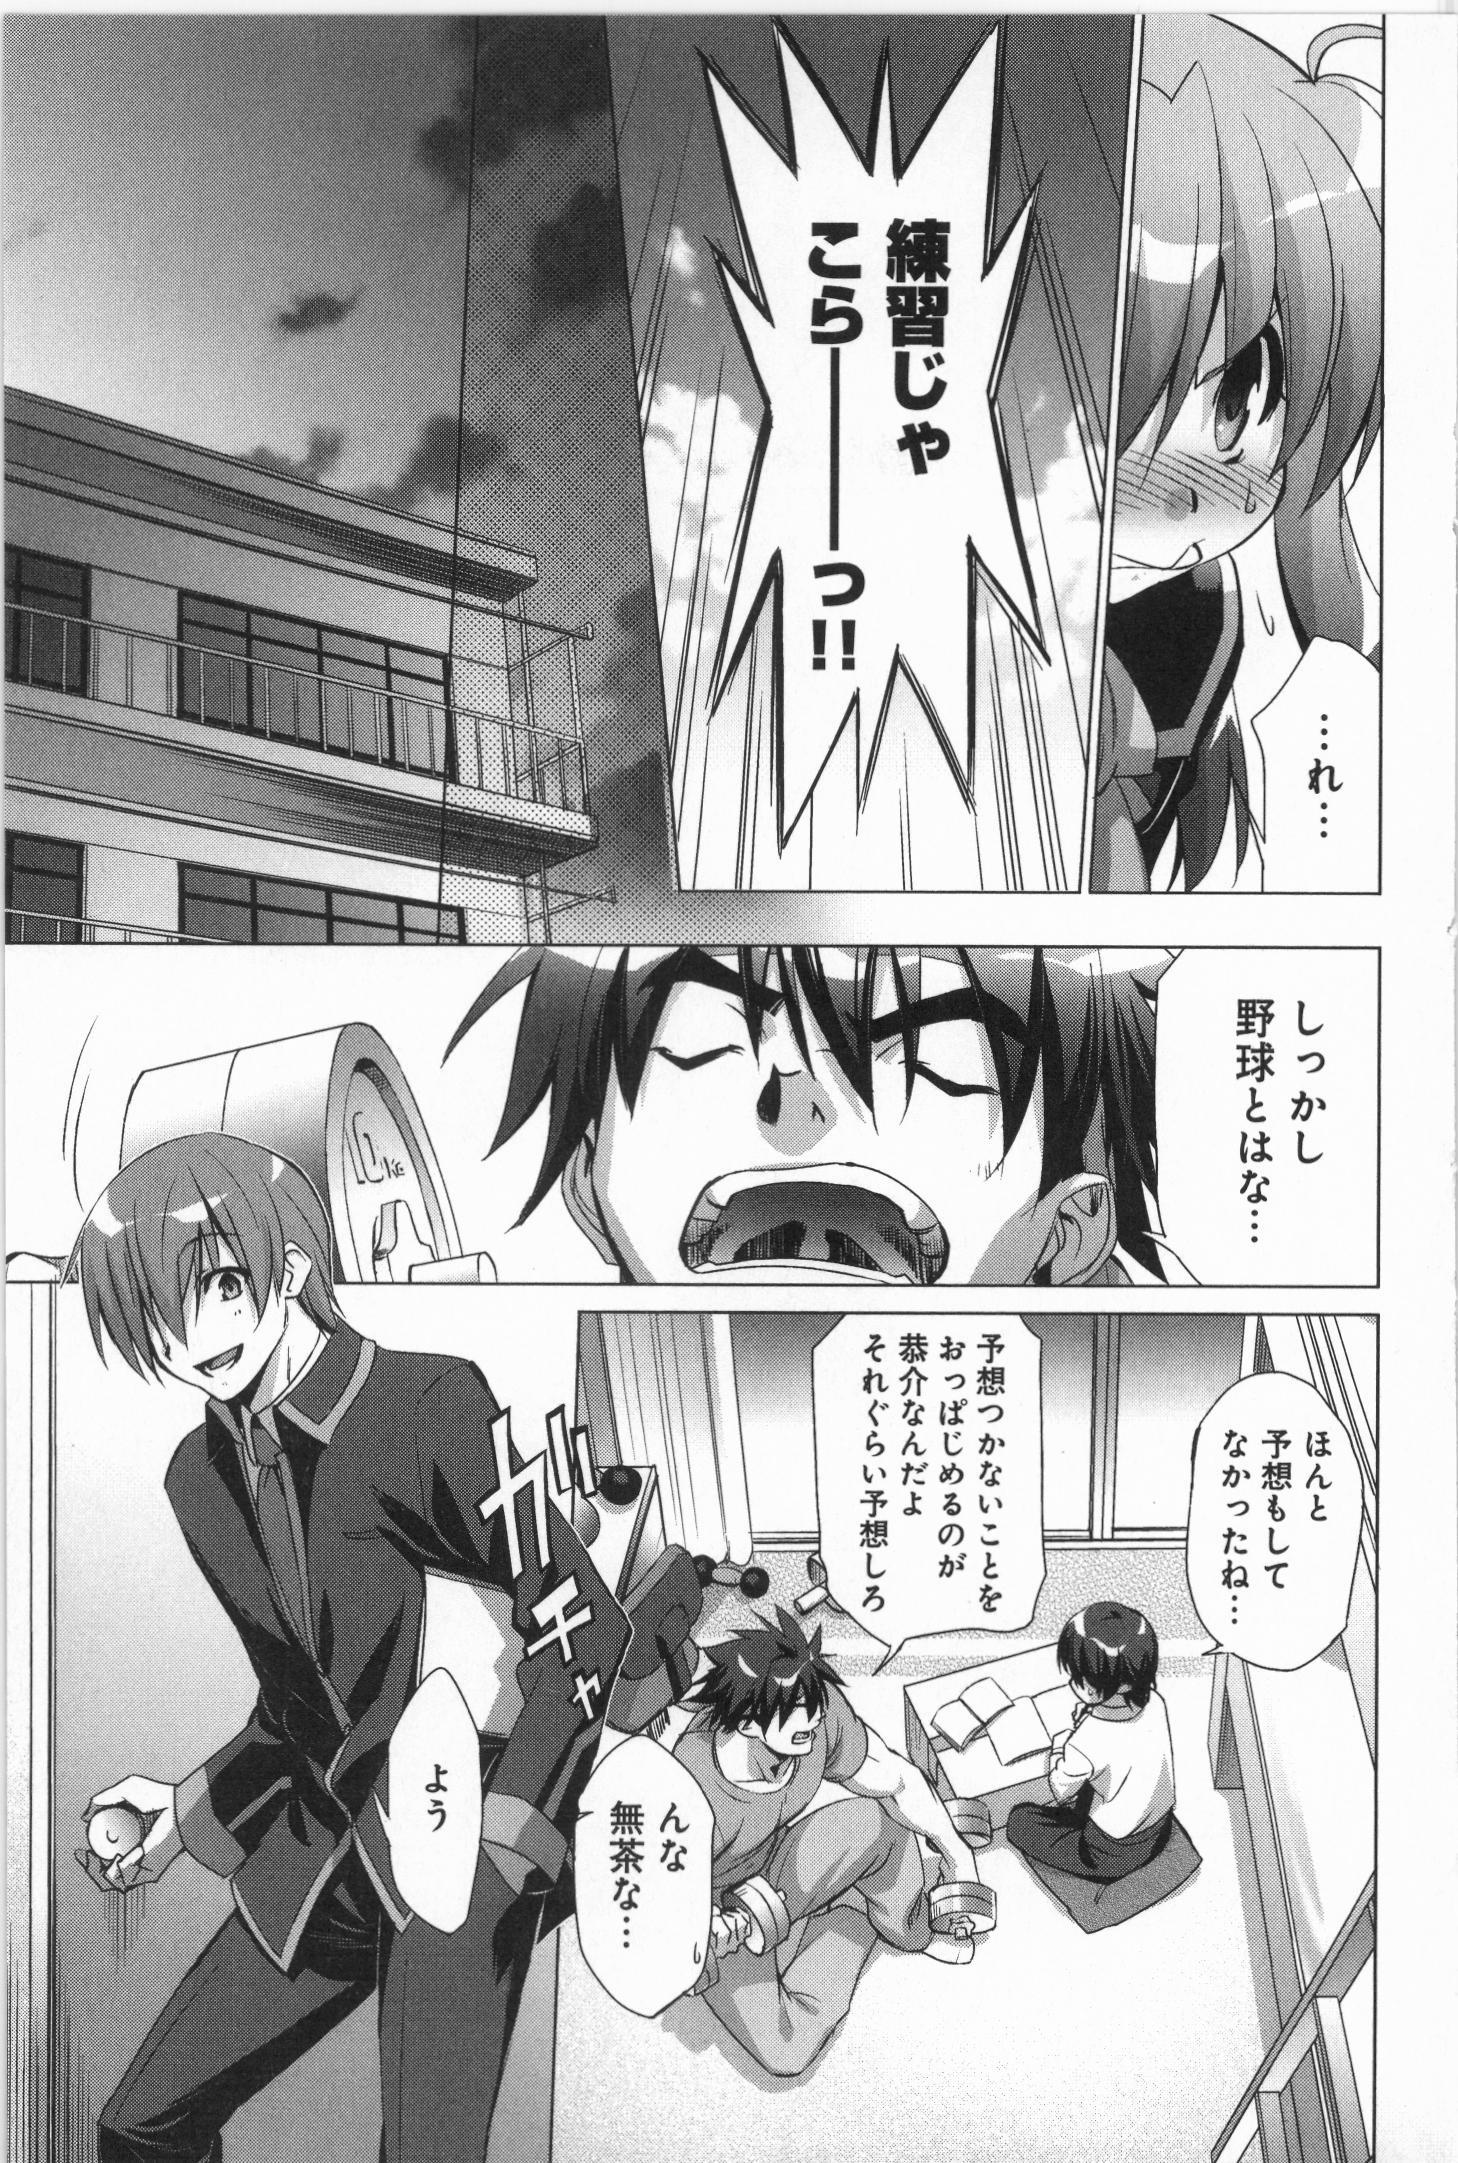 …れ…
練習じゃ
こら――――っ!!
しっかし
野球とはな…
10KG
ほんと
予想もして
なかったね…
予想つかないことを
おっぱじめるのが
恭介なんだよ
それぐらい予想しろ
んな
無茶な…
ガチャ
よう